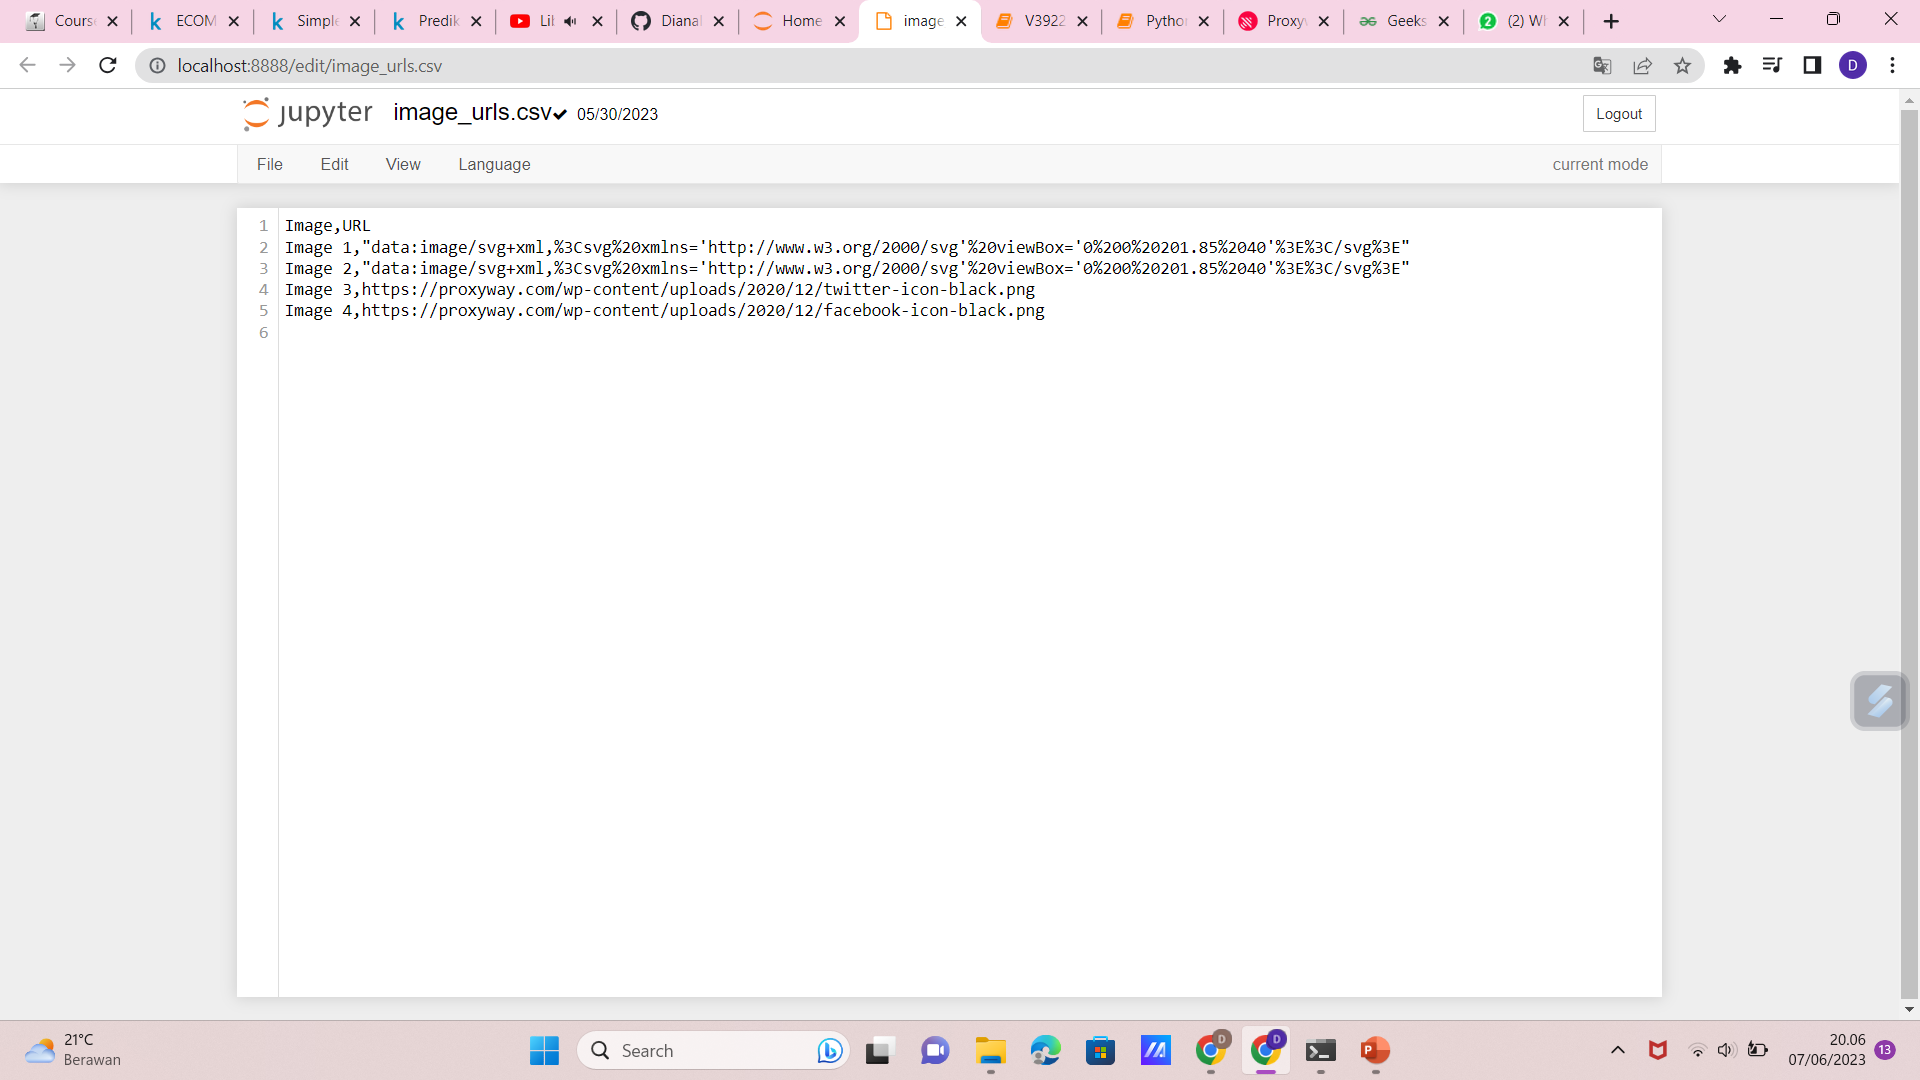 Course
ECOM
Simple
Predik
Lib
Dianal
Home
image
V3922
Python
Proxyw
Geeks
(2) Wh
localhost:8888/edit/image_urls.csv
D
jupyter image_urls.csv 05/30/2023
Logout
File Edit View Language
current mode
1 Image,URL
2 Image 1,"data:image/svg+xml,%3Csvg%20xmlns='http://www.w3.org/2000/svg'%20viewBox='0%200%20201.85%2040'%3E%3C/svg%3E"
3 Image 2,"data:image/svg+xml,%3Csvg%20xmlns='http://www.w3.org/2000/svg'%20viewBox='0%200%20201.85%2040'%3E%3C/svg%3E"
4 Image 3,https://proxyway.com/wp-content/uploads/2020/12/twitter-icon-black.png
5 Image 4,https://proxyway.com/wp-content/uploads/2020/12/facebook-icon-black.png
6
21°C
Berawan
Search
20.06
07/06/2023
13